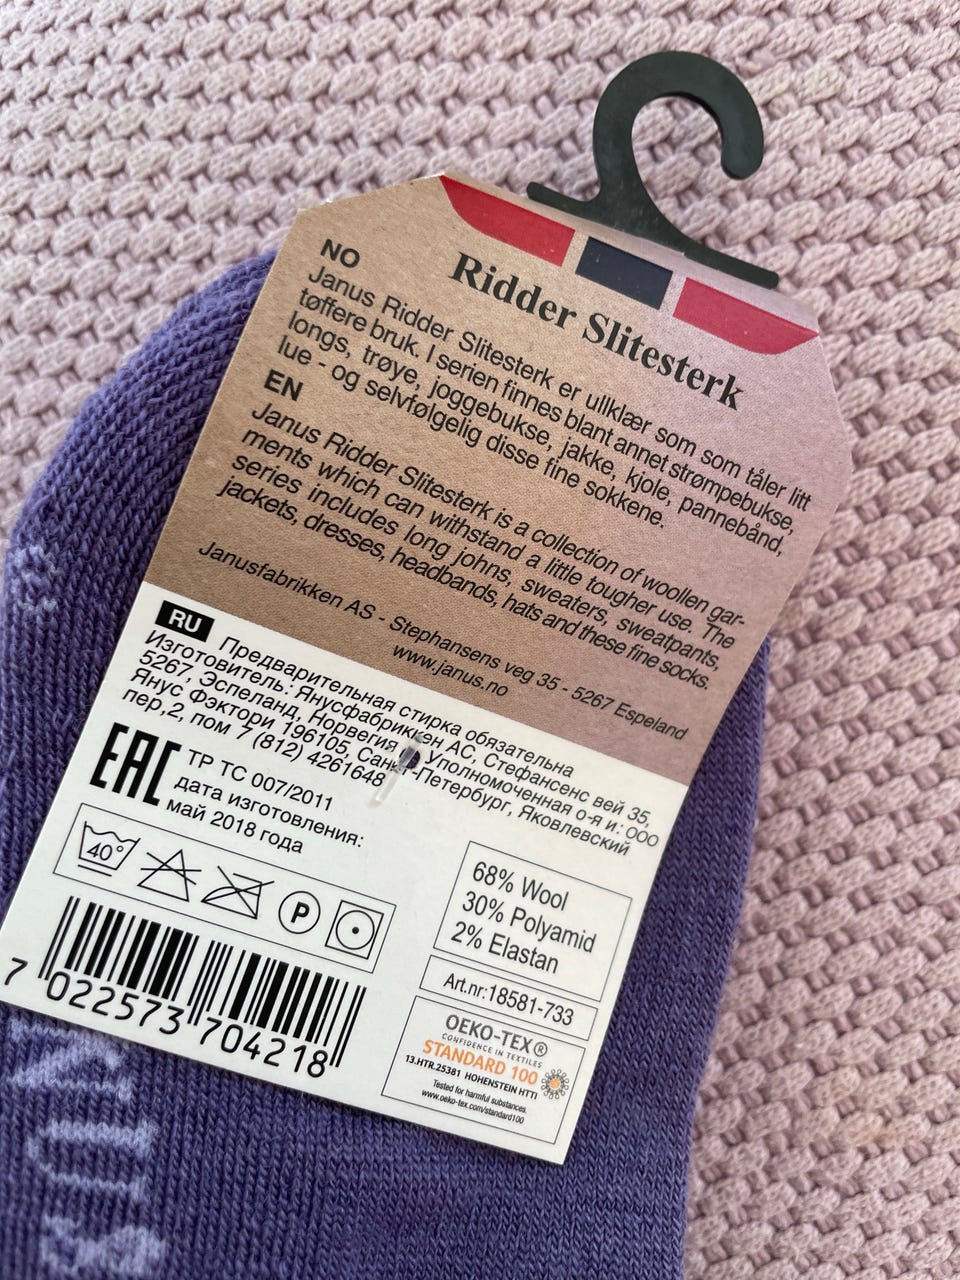 Ridder Slitesterk
NO
Janus Ridder Slitesterk er ullklær som som tåler litt
tøffere bruk. I serien finnes blant annet strømpebukse,
longs, trøye, joggebukse, jakke, kjole, pannebånd,
lue - og selvfølgelig disse fine sokkene.
EN
Janus Ridder Slitesterk is a collection of woollen gar-
ments which can withstand a little tougher use. The
series includes long johns, sweaters, sweatpants,
jackets, dresses, headbands, hats and these fine socks.
Janusfabrikken AS - Stephansens veg 35 - 5267 Espeland
www.janus.no
RU Предварительная стирка обязательна
Изготовитель: Янусфабриккен АС, Стефансенс вей 35,
5267, Эспеланд, Норвегия Уполномоченная о-я и: ООО
Янус Фэктори 196105, Санкт-Петербург, Яковлевский
пер,2, пом 7 (812) 4261648
EAC
ТР ТС 007/2011
дата изготовления:
май 2018 года
40°
P
68% Wool
30% Polyamid
2% Elastan
Art.nr:18581-733
7 022573 704218
OEKO-TEX®
CONFIDENCE IN TEXTILES
STANDARD 100
13.HTR.25381 HOHENSTEIN HTTI
Tested for harmful substances.
www.oeko-tex.com/standard100